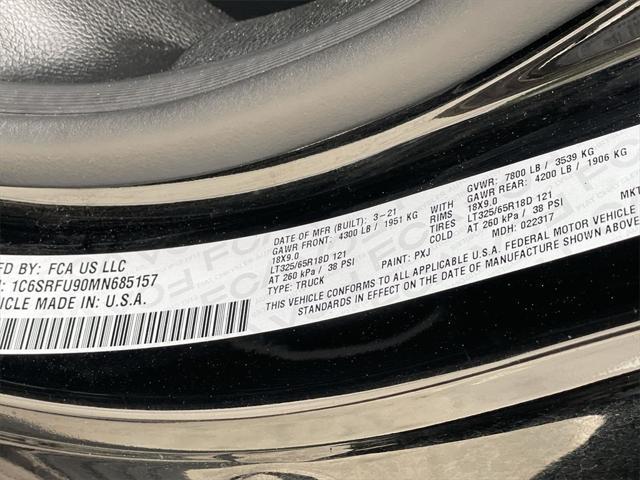 MFD BY: FCA US LLC
1C6SRFU90MN685157
VEHICLE MADE IN: U.S.A.
DATE OF MFR (BUILT): 3-21 GVWR: 7800 LB / 3539 KG
GAWR FRONT: 4300 LB / 1951 KG WITH GAWR REAR: 4200 LB / 1906 KG
18X9.0 RIMS 18X9.0
LT325/65R18D 121 TIRES LT325/65R18D 121
AT 260 kPa / 38 PSI COLD AT 260 kPa / 38 PSI
TYPE: TRUCK PAINT: PXJ MDH: 022317 MKT
CONFORMS TO ALL APPLICABLE U.S.A. FEDERAL MOTOR VEHICLE
STANDARDS IN EFFECT ON THE DATE OF MANUFACTURE SHOWN ABOVE.